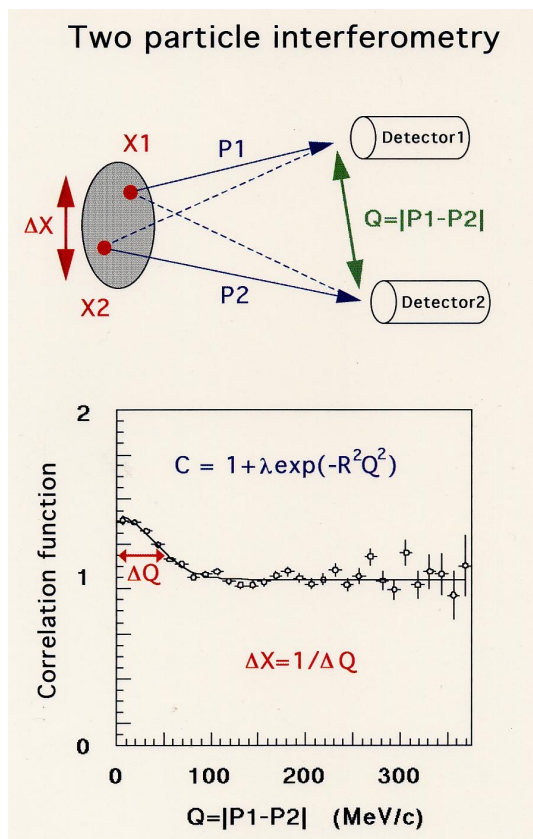 Two particle interferometry
X1
P1
Detector1
ΔX
Q=|P1-P2|
X2
P2
Detector2
2
C = 1+λexp(-R²Q²)
Correlation function
ΔQ
1
ΔX=1/ΔQ
0
0 100 200 300
Q=|P1-P2| (MeV/c)